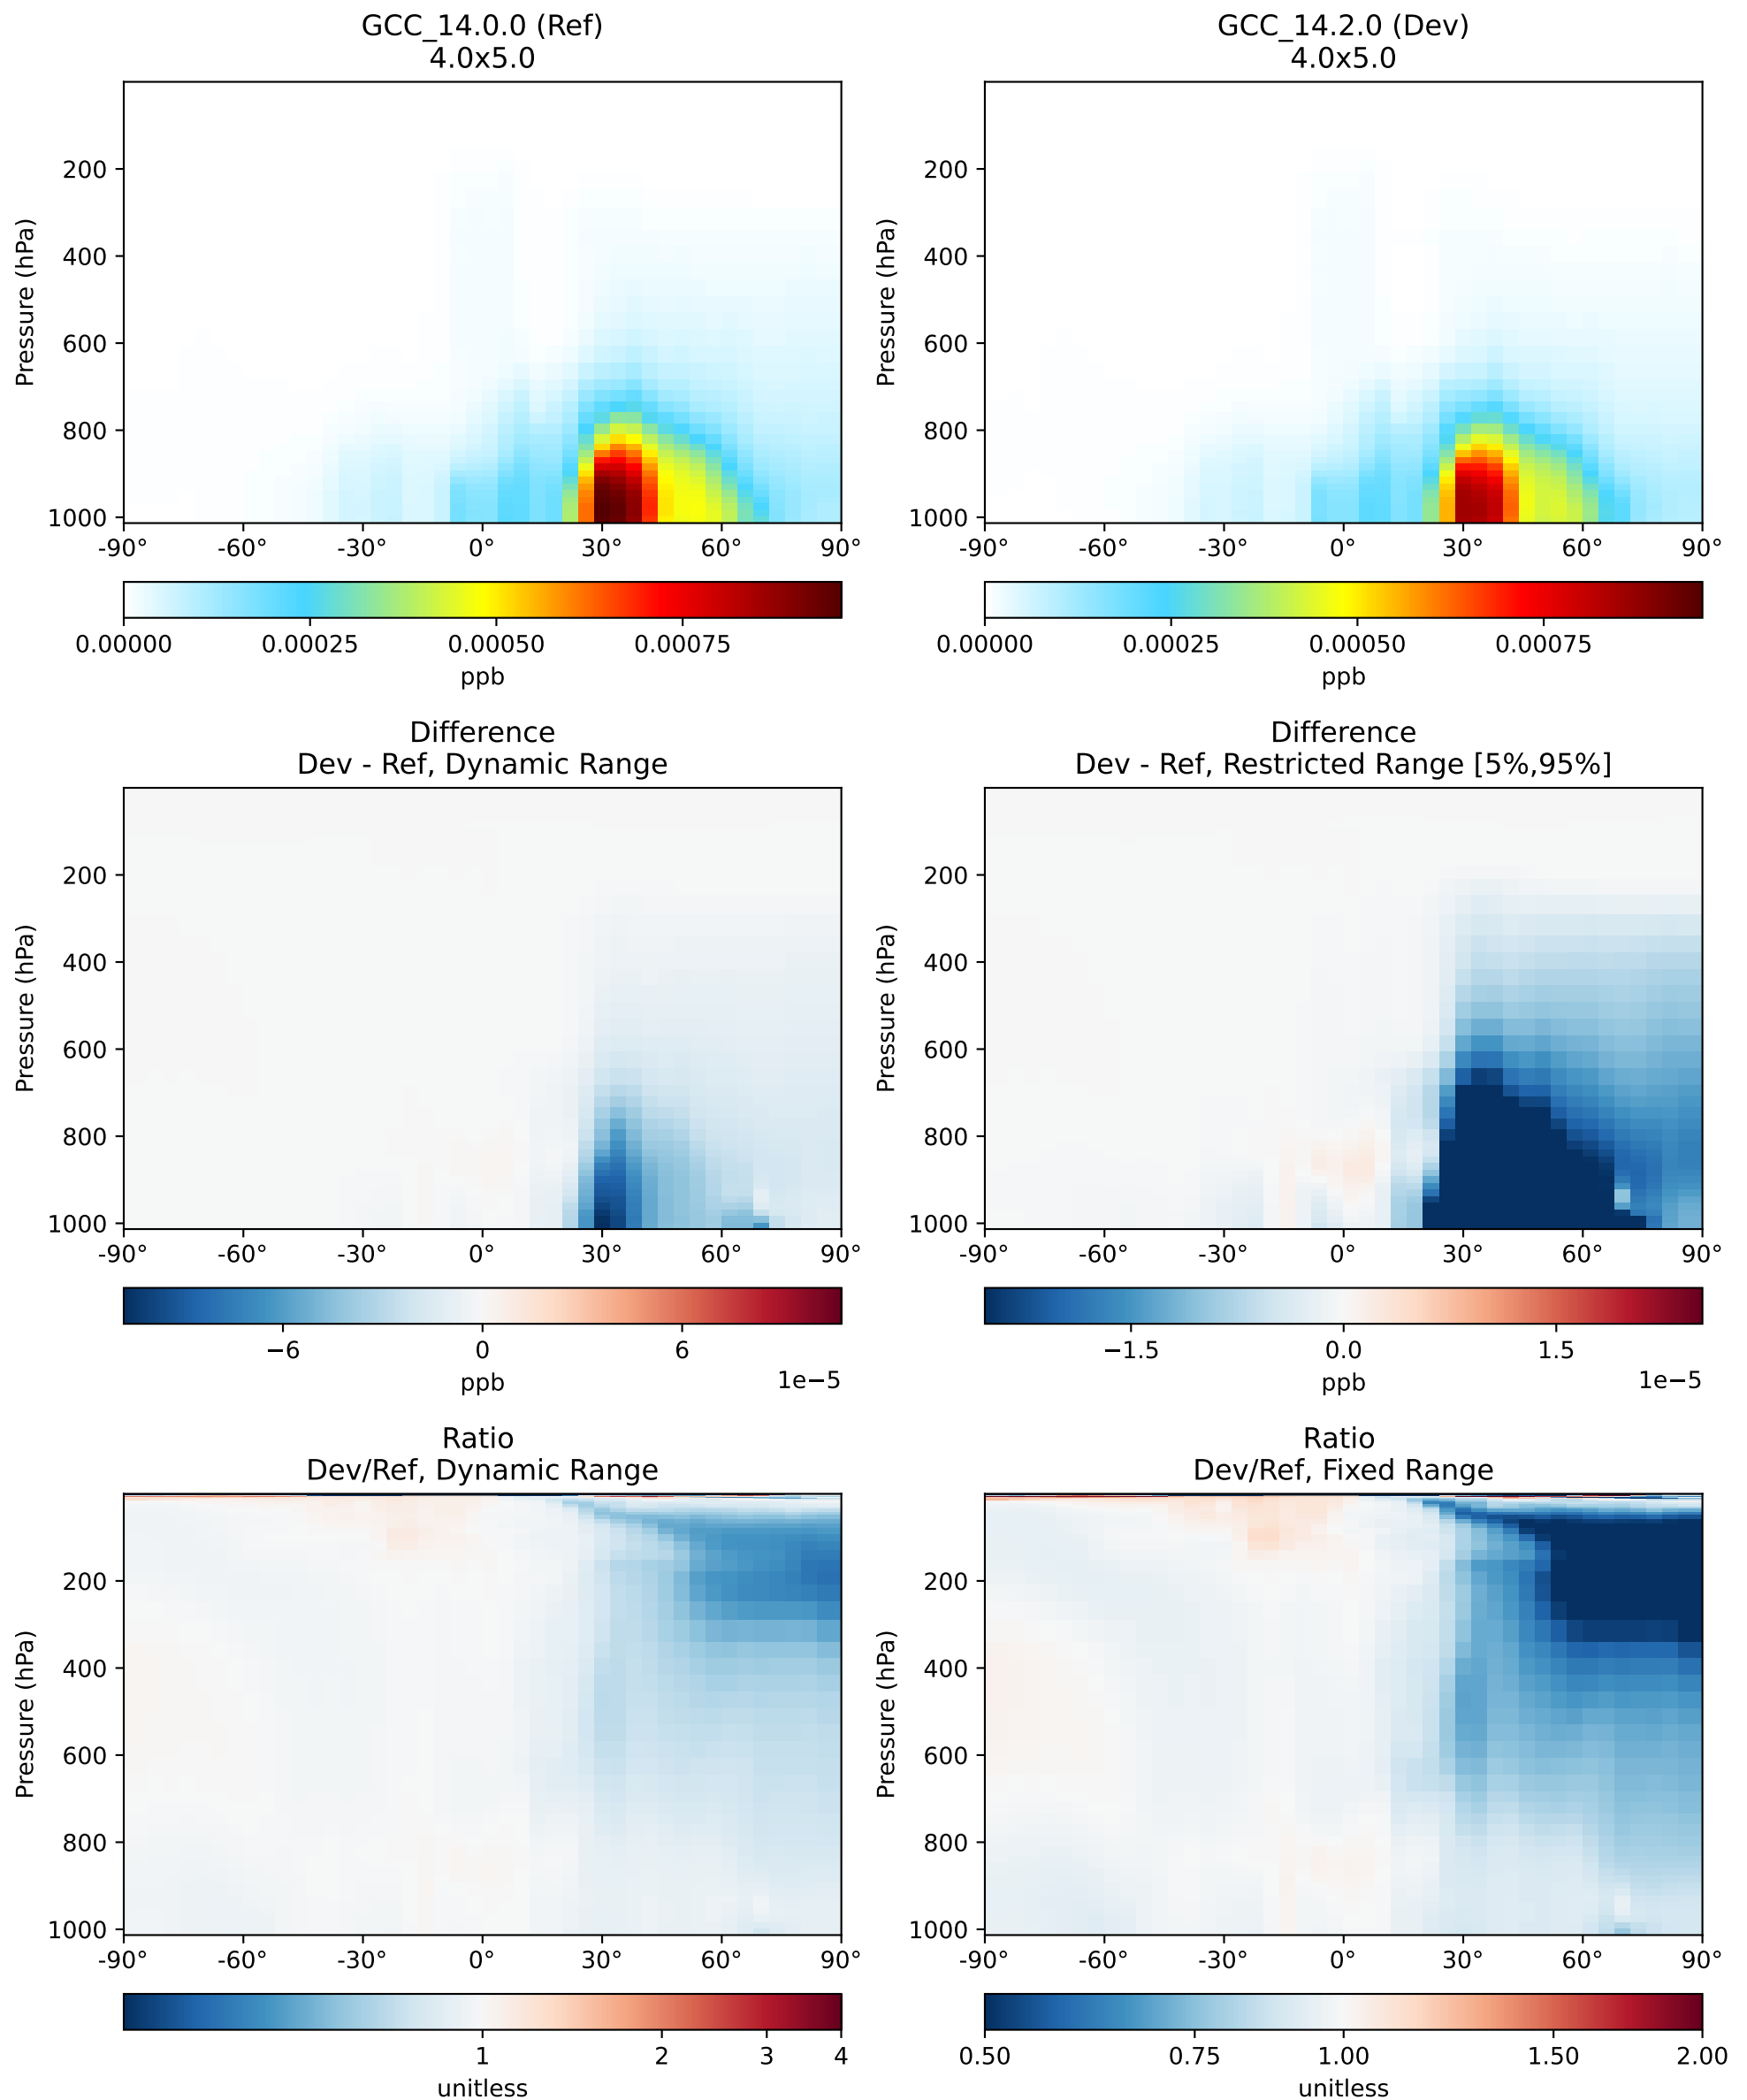 GCC_14.0.0 (Ref)
4.0x5.0
Pressure (hPa)
200
400
600
800
1000
-90° -60° -30° 0° 30° 60° 90°
0.00000 0.00025 0.00050 0.00075
ppb
GCC_14.2.0 (Dev)
4.0x5.0
Pressure (hPa)
200
400
600
800
1000
-90° -60° -30° 0° 30° 60° 90°
0.00000 0.00025 0.00050 0.00075
ppb
Difference
Dev - Ref, Dynamic Range
Pressure (hPa)
200
400
600
800
1000
-90° -60° -30° 0° 30° 60° 90°
−6 0 6
ppb
1e−5
Difference
Dev - Ref, Restricted Range [5%,95%]
Pressure (hPa)
200
400
600
800
1000
-90° -60° -30° 0° 30° 60° 90°
−1.5 0.0 1.5
ppb
1e−5
Ratio
Dev/Ref, Dynamic Range
Pressure (hPa)
200
400
600
800
1000
-90° -60° -30° 0° 30° 60° 90°
1 2 3 4
unitless
Ratio
Dev/Ref, Fixed Range
Pressure (hPa)
200
400
600
800
1000
-90° -60° -30° 0° 30° 60° 90°
0.50 0.75 1.00 1.50 2.00
unitless